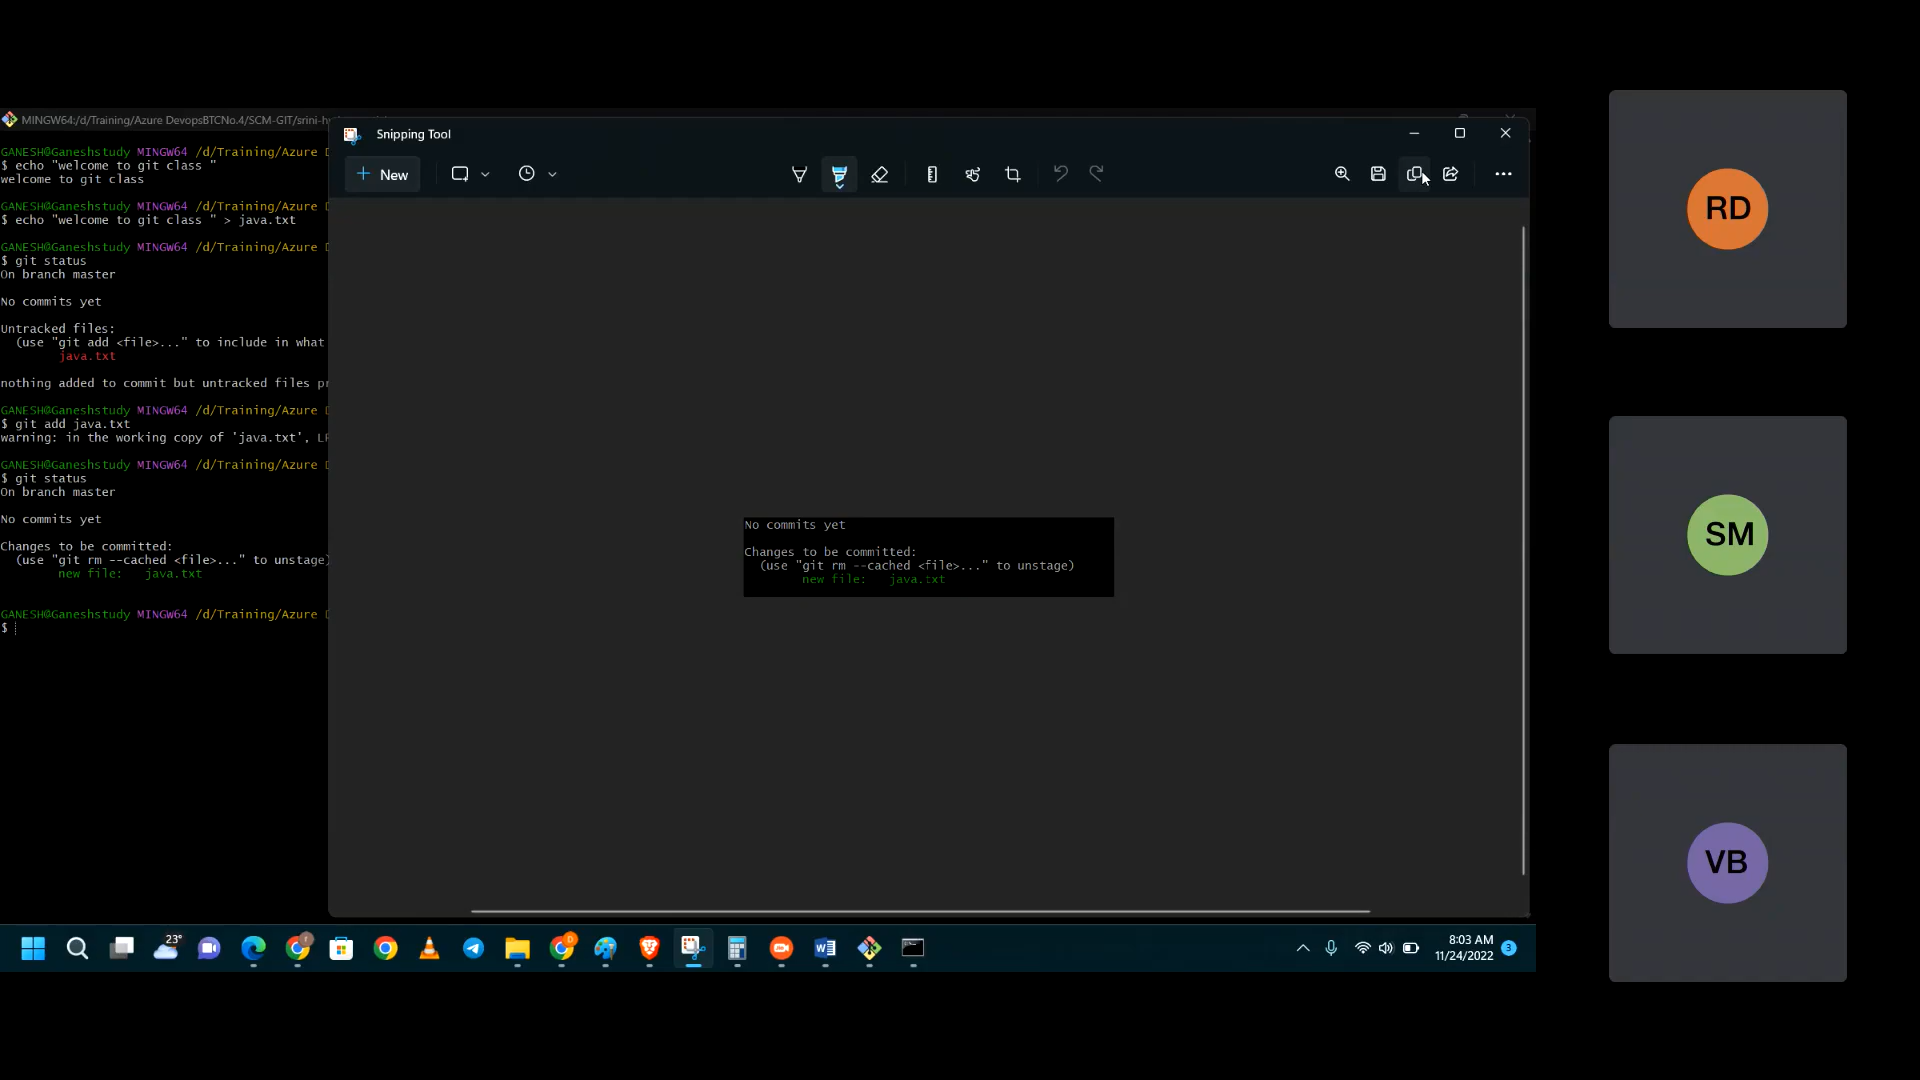 MINGW64:/d/Training/Azure DevopsBTCNo.4/SCM-GIT/srini-h
GANESH@Ganeshstudy MINGW64 /d/Training/Azure D
$ echo "welcome to git class "
welcome to git class
GANESH@Ganeshstudy MINGW64 /d/Training/Azure D
$ echo "welcome to git class " > java.txt
GANESH@Ganeshstudy MINGW64 /d/Training/Azure D
$ git status
On branch master
No commits yet
Untracked files:
(use "git add <file>..." to include in what
java.txt
nothing added to commit but untracked files pr
GANESH@Ganeshstudy MINGW64 /d/Training/Azure D
$ git add java.txt
warning: in the working copy of 'java.txt', LF
GANESH@Ganeshstudy MINGW64 /d/Training/Azure D
$ git status
On branch master
No commits yet
Changes to be committed:
(use "git rm --cached <file>..." to unstage)
new file:   java.txt
GANESH@Ganeshstudy MINGW64 /d/Training/Azure D
$
Snipping Tool
New
No commits yet
Changes to be committed:
(use "git rm --cached <file>..." to unstage)
new file:   java.txt
RD
SM
VB
23°
8:03 AM
11/24/2022
3